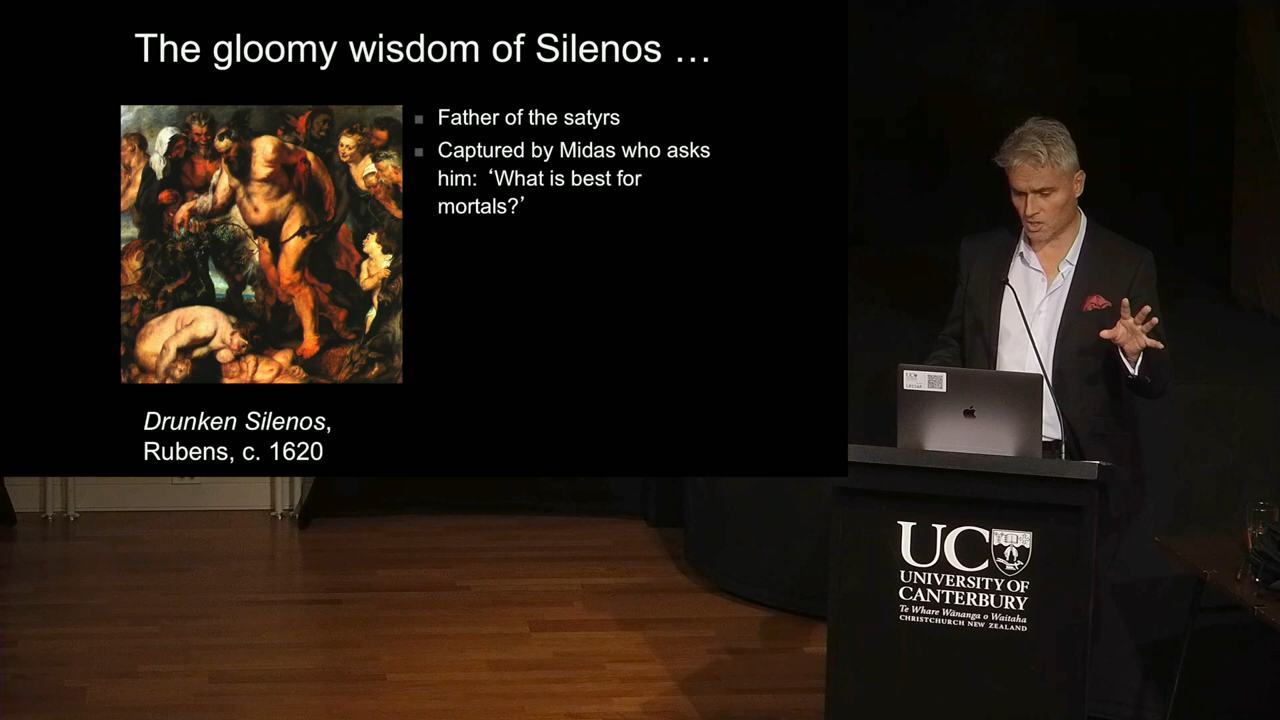 The gloomy wisdom of Silenos …
Father of the satyrs
Captured by Midas who asks
him: ‘What is best for
mortals?’
Drunken Silenos,
Rubens, c. 1620
UC
UC
UNIVERSITY OF
CANTERBURY
Te Whare Wānanga o Waitaha
CHRISTCHURCH NEW ZEALAND